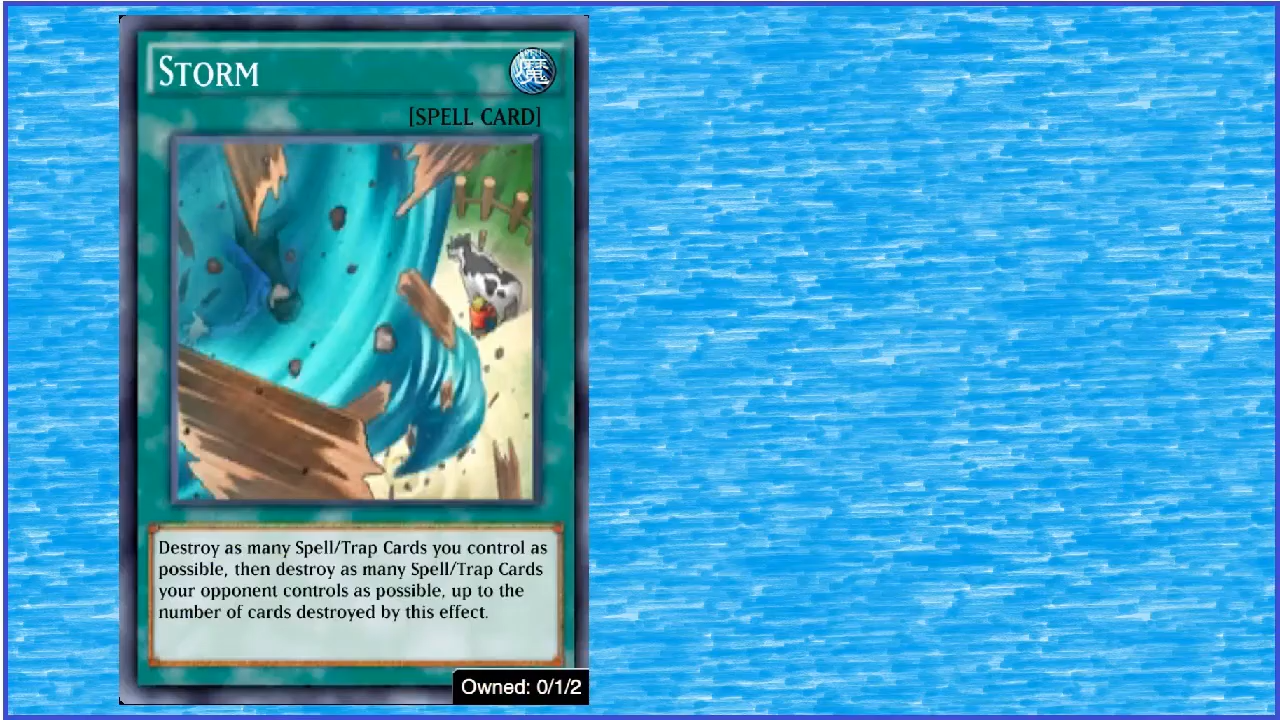 Storm
魔
[SPELL CARD]
Destroy as many Spell/Trap Cards you control as
possible, then destroy as many Spell/Trap Cards
your opponent controls as possible, up to the
number of cards destroyed by this effect.
Owned: 0/1/2